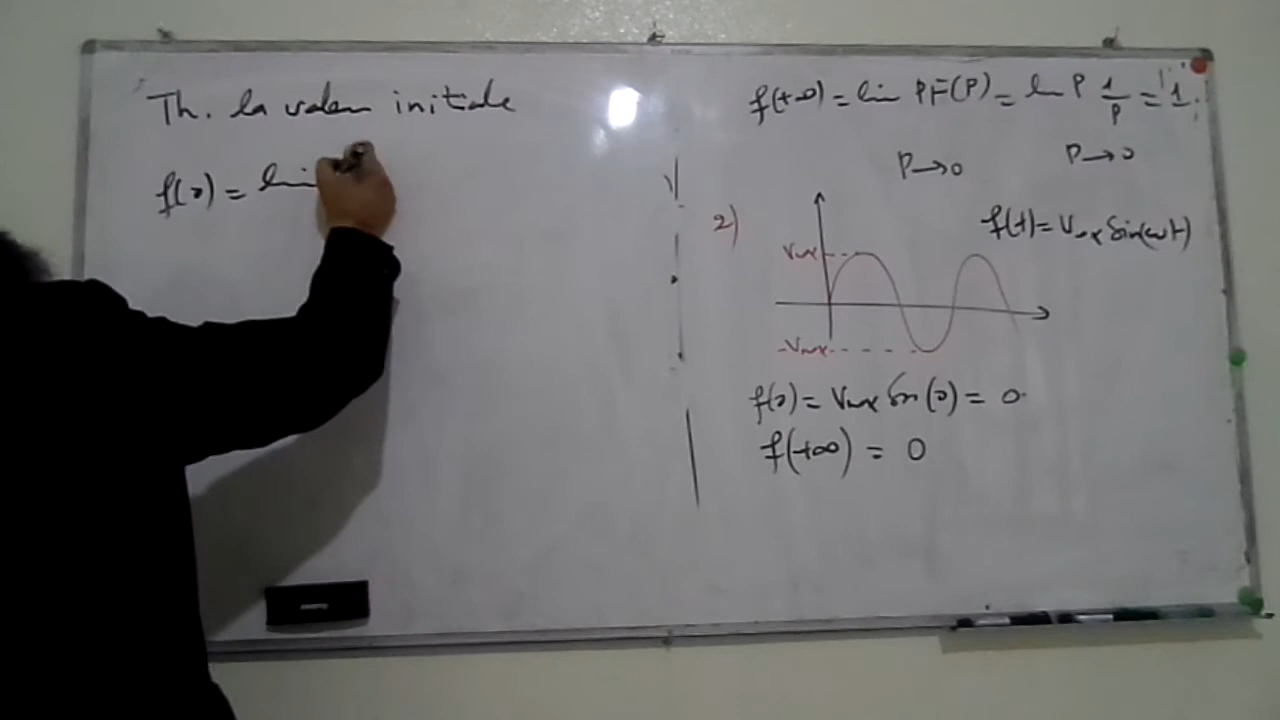 Th. la valeur initiale
f(0) = lim
f(+∞) = lim PF(P) = lim P 1/P = 1.
P→0 P→0
2)
f(t) = Vmax Sin(ωt)
Vmax
-Vmax
f(0) = Vmax Sin(0) = 0
f(+∞) = 0